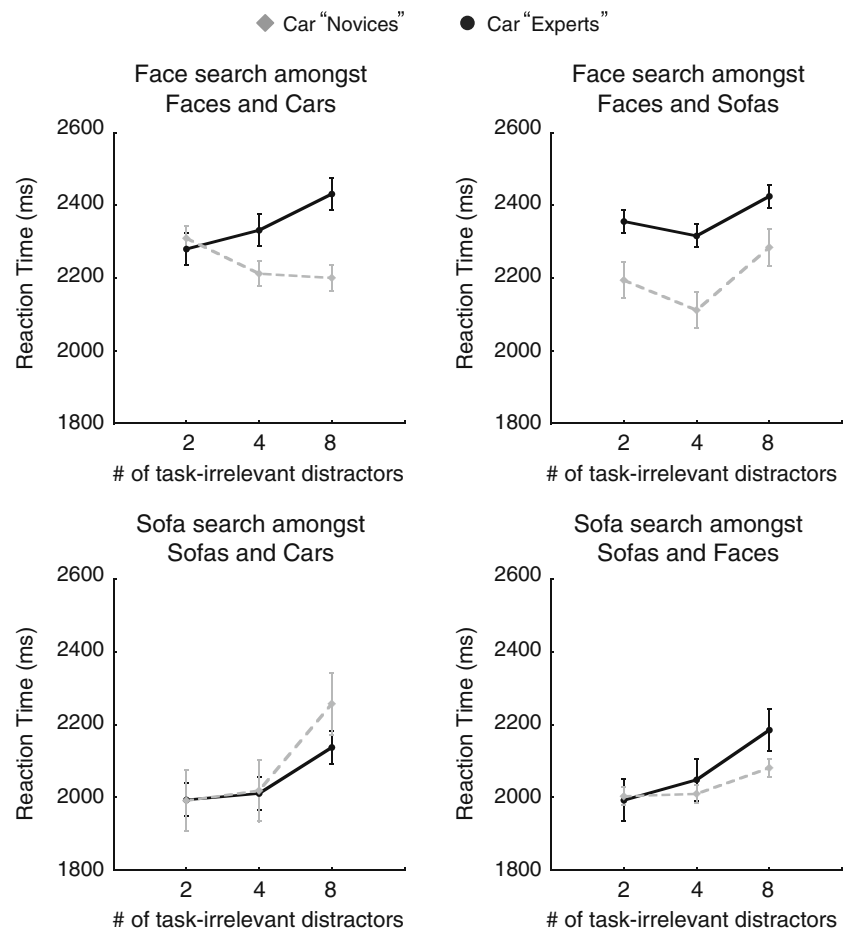 Car “Novices” Car “Experts”
Face search amongst
Faces and Cars
2600
2400
2200
2000
1800
Reaction Time (ms)
2 4 8
# of task-irrelevant distractors
Face search amongst
Faces and Sofas
2600
2400
2200
2000
1800
Reaction Time (ms)
2 4 8
# of task-irrelevant distractors
Sofa search amongst
Sofas and Cars
2600
2400
2200
2000
1800
Reaction Time (ms)
2 4 8
# of task-irrelevant distractors
Sofa search amongst
Sofas and Faces
2600
2400
2200
2000
1800
Reaction Time (ms)
2 4 8
# of task-irrelevant distractors